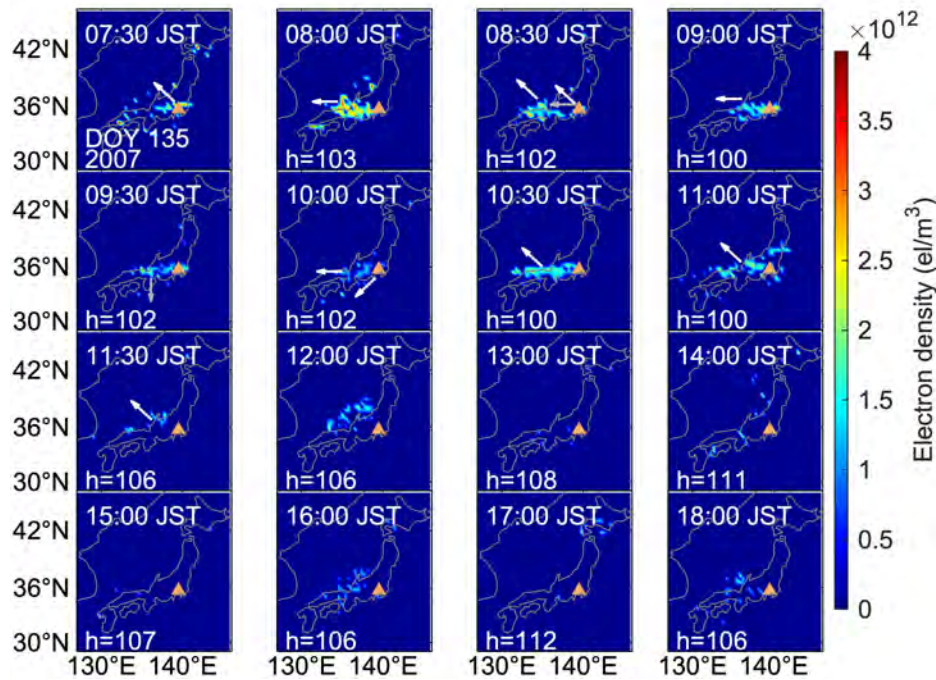 ×10¹²
07:30 JST
DOY 135
2007
08:00 JST
h=103
08:30 JST
h=102
09:00 JST
h=100
42°N
36°N
30°N
09:30 JST
h=102
10:00 JST
h=102
10:30 JST
h=100
11:00 JST
h=100
42°N
36°N
30°N
11:30 JST
h=106
12:00 JST
h=106
13:00 JST
h=108
14:00 JST
h=111
42°N
36°N
30°N
15:00 JST
h=107
16:00 JST
h=106
17:00 JST
h=112
18:00 JST
h=106
42°N
36°N
30°N
130°E 140°E
130°E 140°E
130°E 140°E
130°E 140°E
4
3.5
3
2.5
2
1.5
1
0.5
0
Electron density (el/m³)